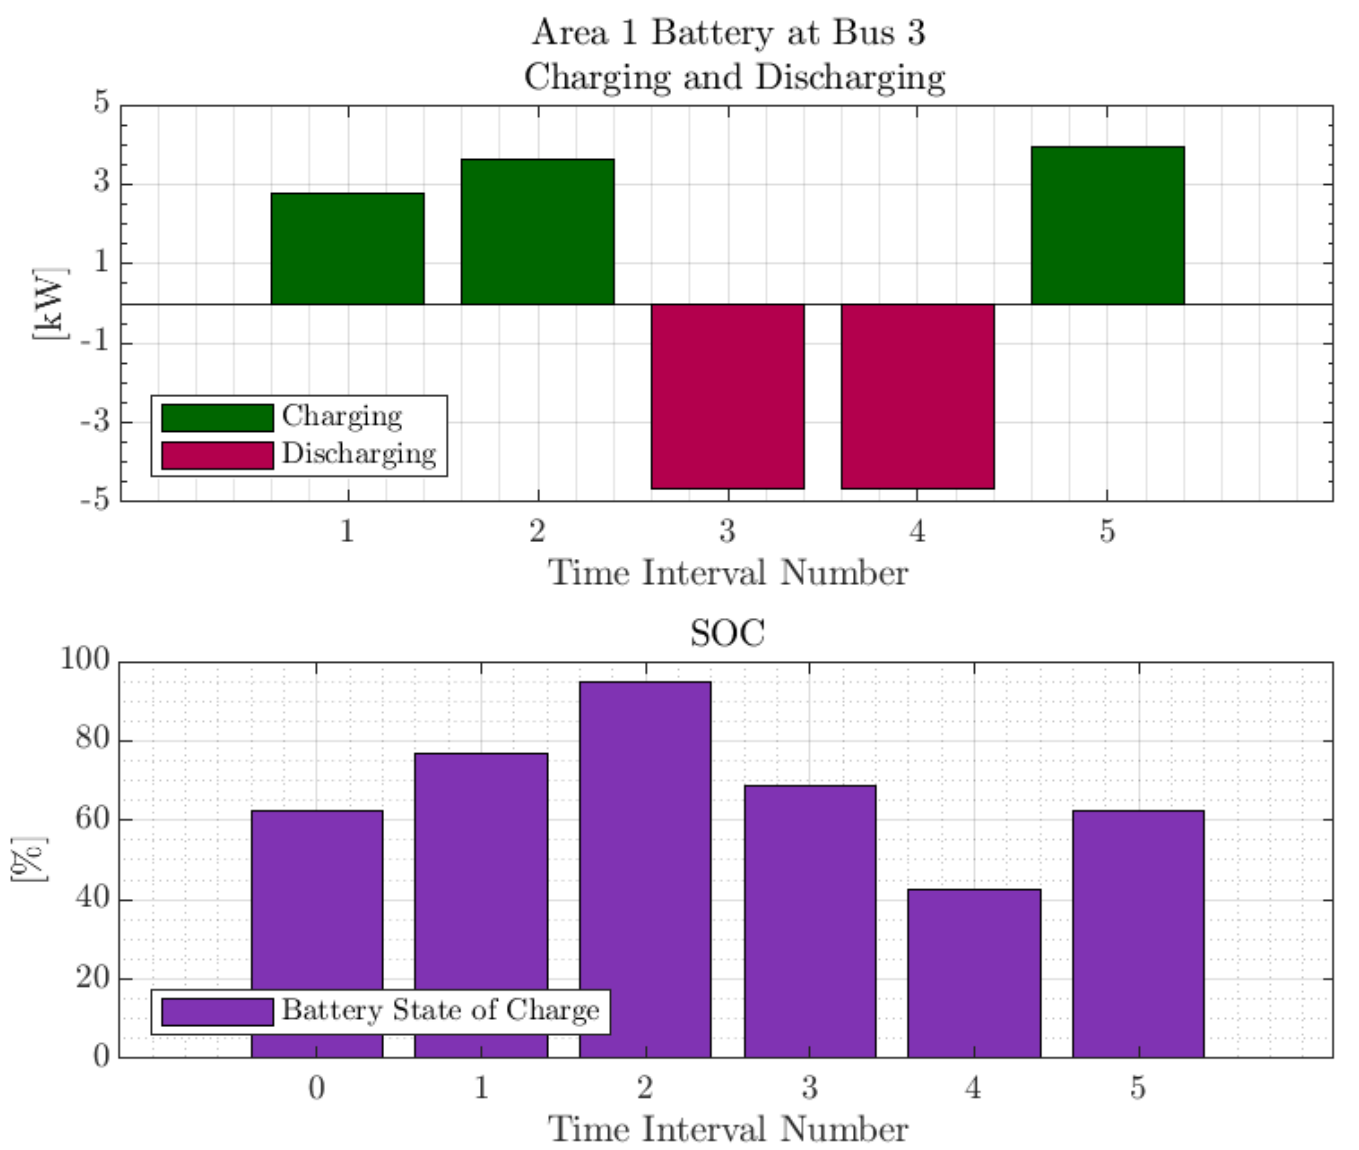 Area 1 Battery at Bus 3
Charging and Discharging
5
3
1
-1
-3
-5
[kW]
Charging
Discharging
1 2 3 4 5
Time Interval Number
SOC
100
80
60
40
20
0
[%]
Battery State of Charge
0 1 2 3 4 5
Time Interval Number